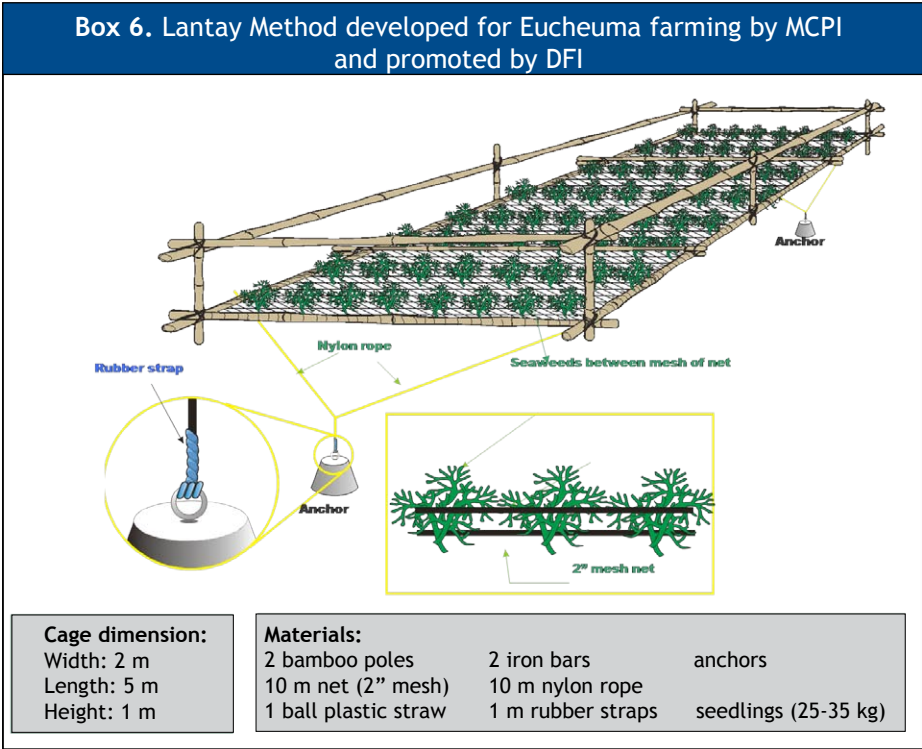 Box 6. Lantay Method developed for Eucheuma farming by MCPI
and promoted by DFI
Anchor
Nylon rope
Seaweeds between mesh of net
Rubber strap
Anchor
2” mesh net
Cage dimension:
Width: 2 m
Length: 5 m
Height: 1 m
Materials:
2 bamboo poles 2 iron bars anchors
10 m net (2” mesh) 10 m nylon rope
1 ball plastic straw 1 m rubber straps seedlings (25-35 kg)